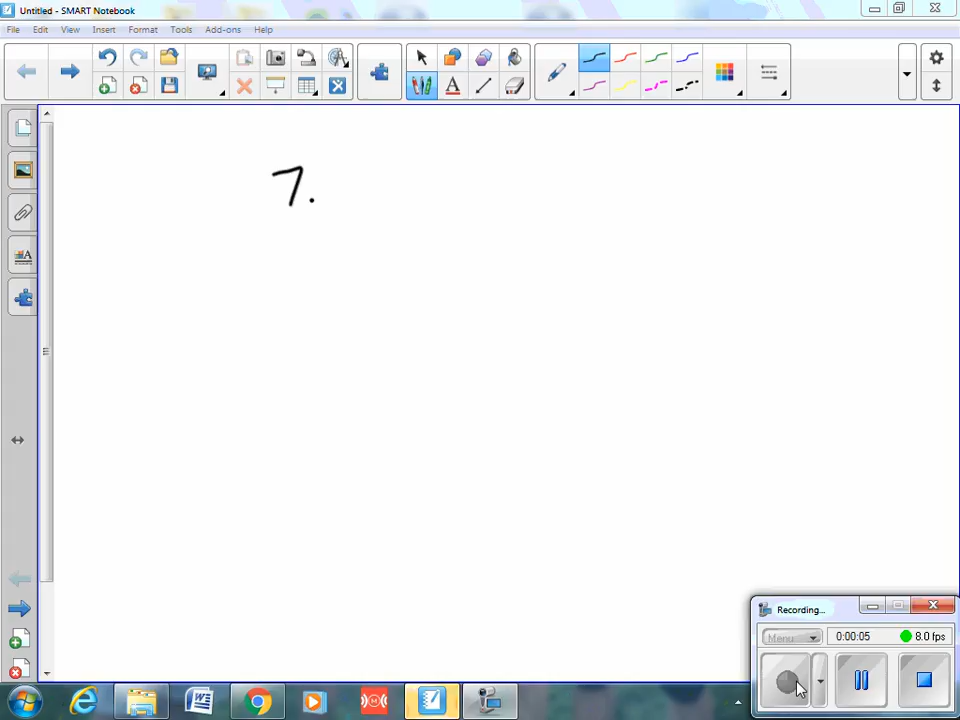 Untitled - SMART Notebook
File Edit View Insert Format Tools Add-ons Help
7.
Recording...
Menu 0:00:05 8.0 fps